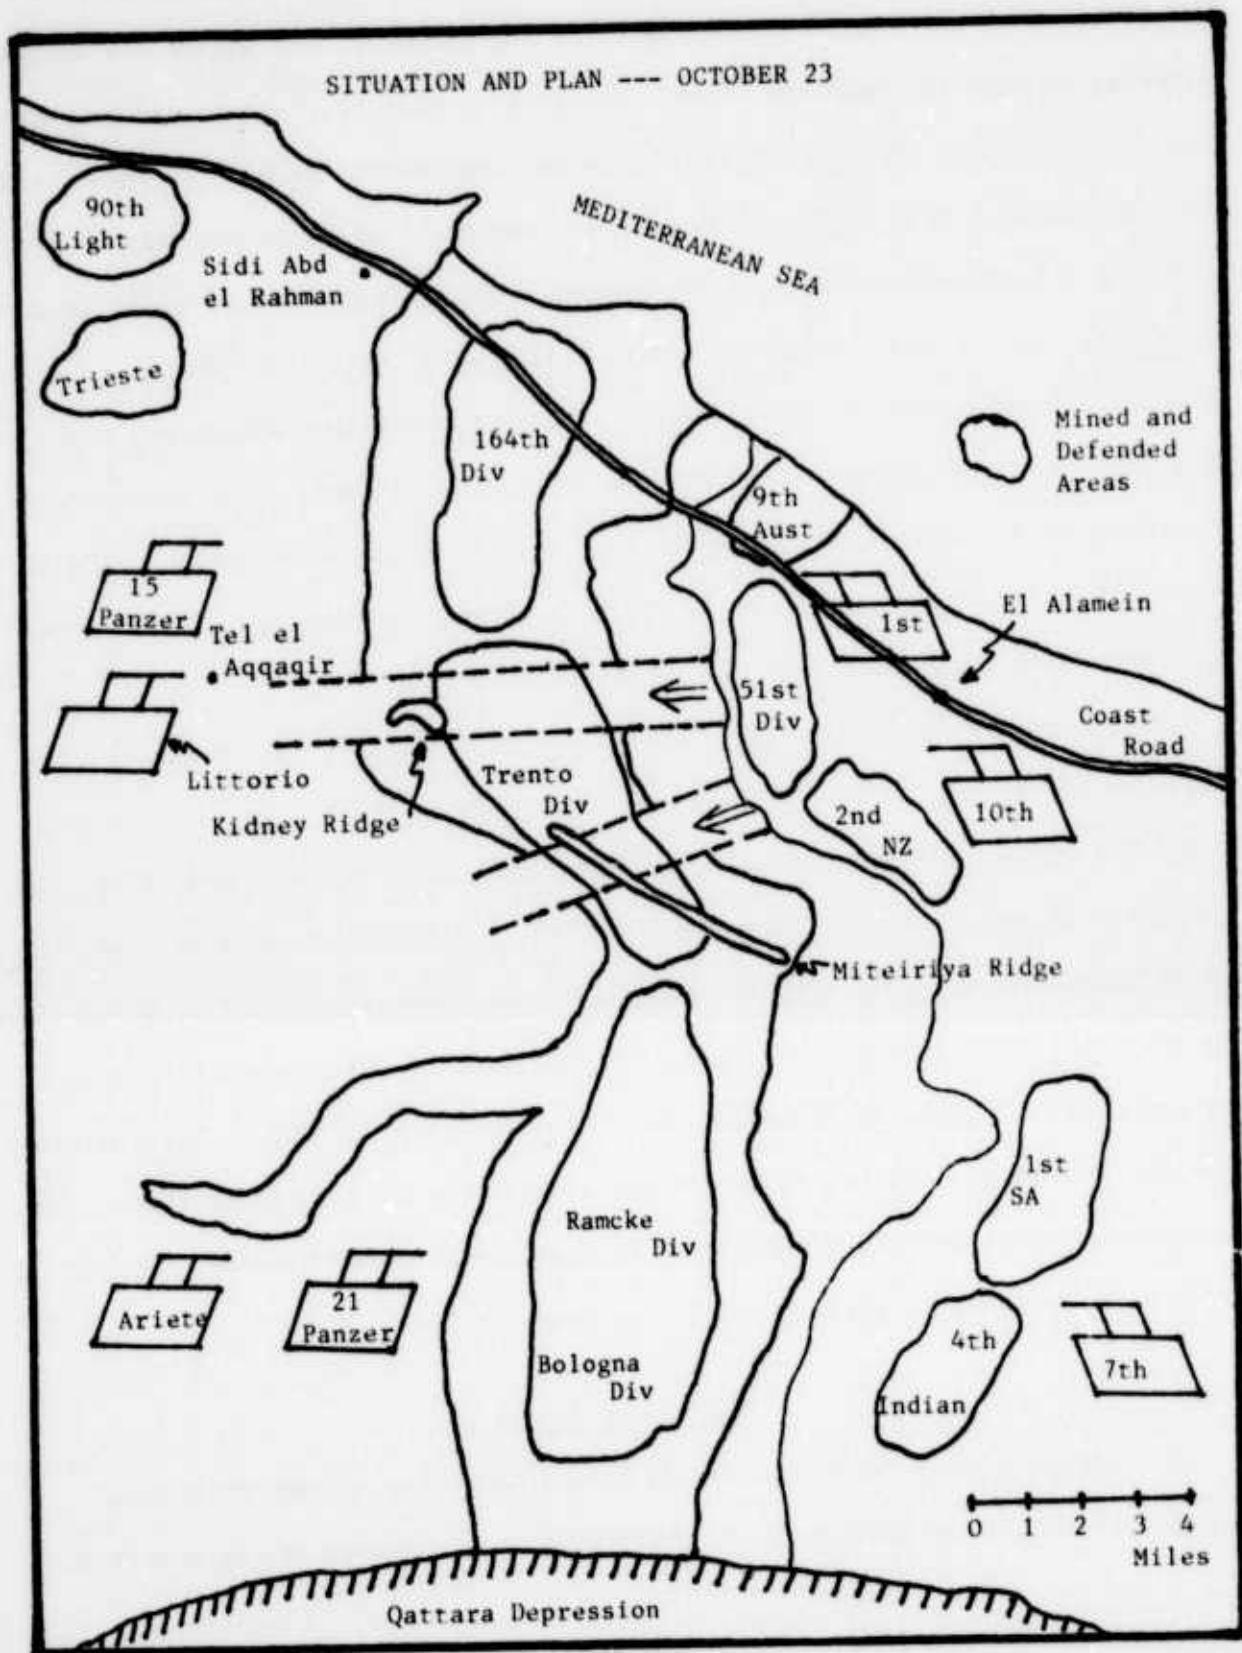 SITUATION AND PLAN --- OCTOBER 23
MEDITERRANEAN SEA
90th
Light
Sidi Abd
el Rahman
Trieste
164th
Div
Mined and
Defended
Areas
9th
Aust
15
Panzer
Tel el
Aqqaqir
1st
El Alamein
51st
Div
Coast
Road
Littorio
Kidney Ridge
Trento
Div
2nd
NZ
10th
Miteiriya Ridge
1st
SA
Ramcke
Div
Ariete
21
Panzer
Bologna
Div
4th
Indian
7th
0 1 2 3 4
Miles
Qattara Depression